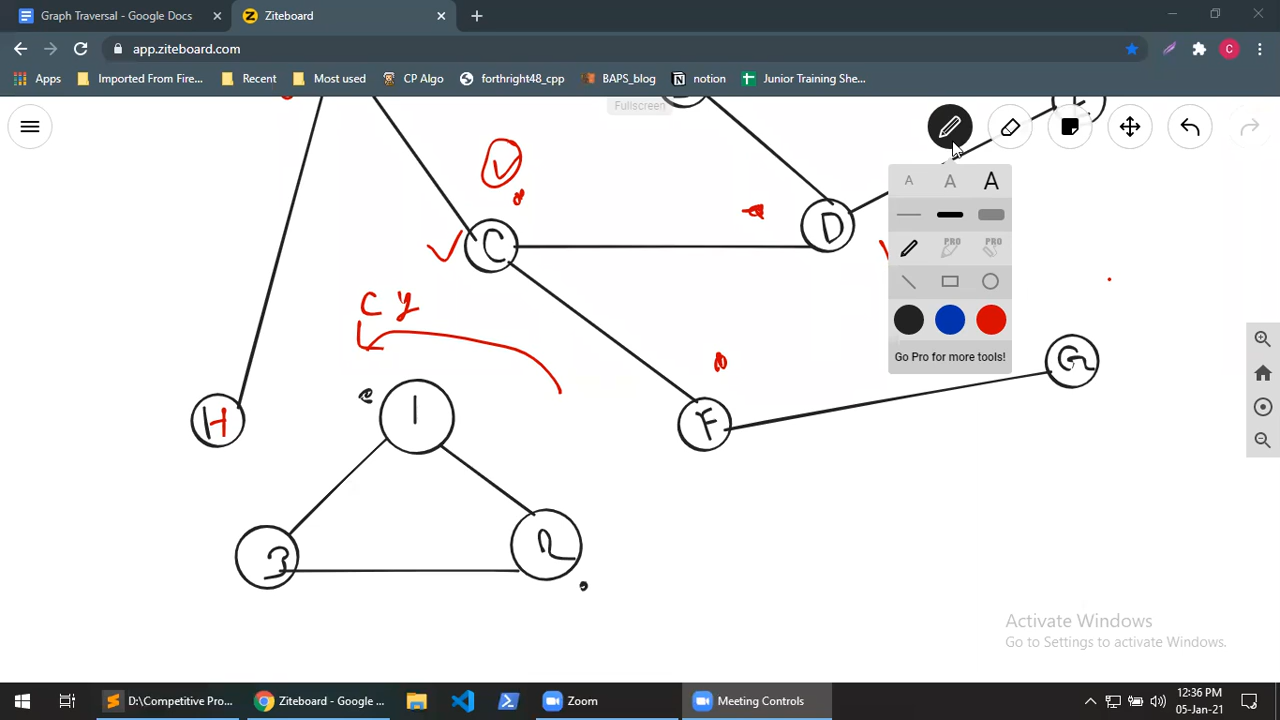 Graph Traversal - Google Docs
Ziteboard
app.ziteboard.com
C
Apps
Imported From Fire...
Recent
Most used
CP Algo
forthright48_cpp
BAPS_blog
notion
Junior Training She...
Fullscreen
A A A
PRO PRO
Go Pro for more tools!
C
D
C y
H
1
F
G
3
2
Activate Windows
Go to Settings to activate Windows.
D:\Competitive Pro...
Ziteboard - Google ...
Zoom
Meeting Controls
12:36 PM
05-Jan-21